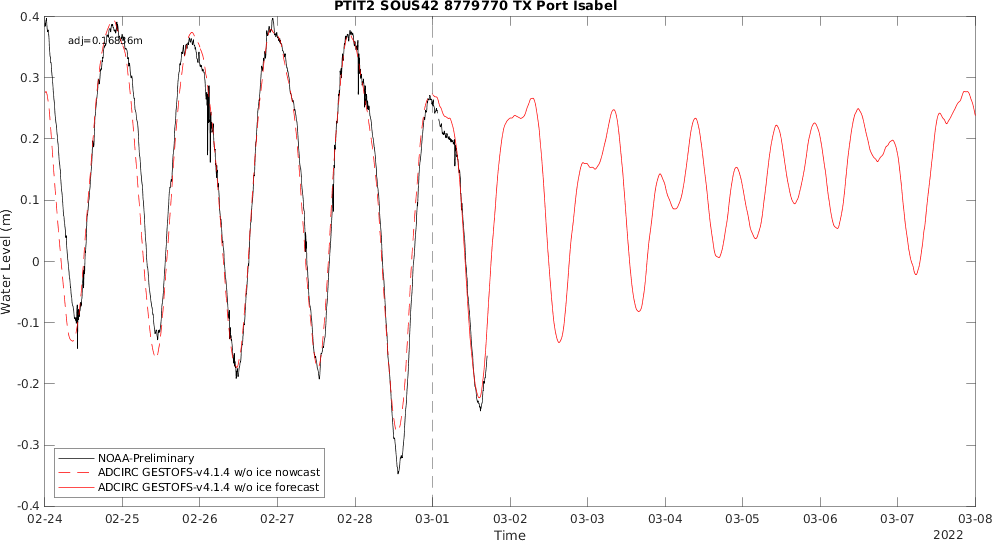 PTIT2 SOUS42 8779770 TX Port Isabel
adj=0.16836m
Water Level (m)
0.4
0.3
0.2
0.1
0
-0.1
-0.2
-0.3
-0.4
NOAA-Preliminary
ADCIRC GESTOFS-v4.1.4 w/o ice nowcast
ADCIRC GESTOFS-v4.1.4 w/o ice forecast
02-24 02-25 02-26 02-27 02-28 03-01 03-02 03-03 03-04 03-05 03-06 03-07 03-08
Time
2022